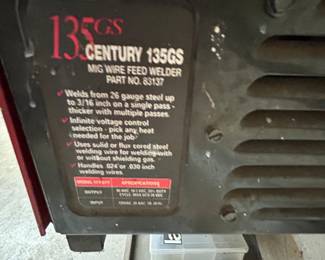 135GS
CENTURY 135GS
MIG WIRE FEED WELDER
PART NO. 83137
✓ Welds from 26 gauge steel up
to 3/16 inch on a single pass -
thicker with multiple passes.
✓ Infinite voltage control
selection - pick any heat
needed for the job.
✓ Uses solid or flux cored steel
welding wire for welding with
or without shielding gas.
✓ Handles .024 or .030 inch
welding wires.
SPECIFICATIONS
OUTPUT
INPUT